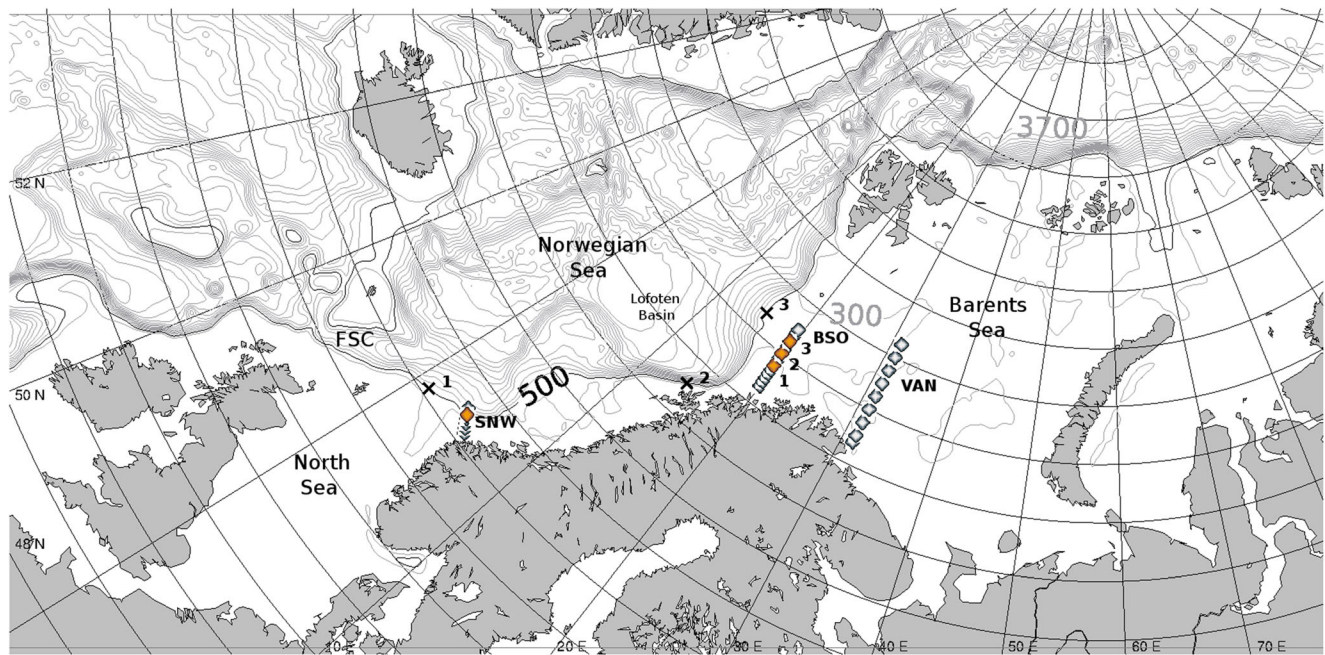 3700
52 N
Norwegian
Sea
Lofoten
Basin
3
300
Barents
Sea
BSO
FSC
3
2
1
2
1
500
VAN
50 N
SNW
North
Sea
48 N
10 E
20 E
30 E
40 E
50 E
60 E
70 E